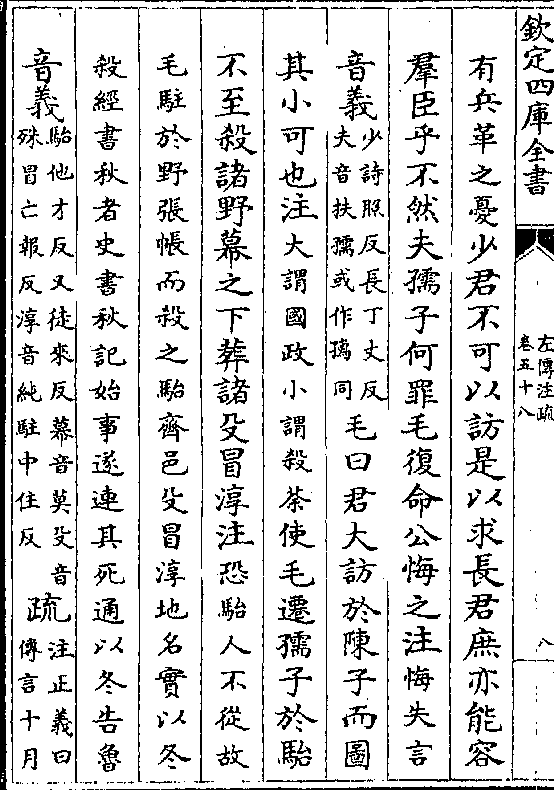 欽定四庫全書
左傳注疏
卷五十八
八
有兵革之憂少君不可以訪是以求長君庶亦能容
羣臣乎不然夫孺子何罪毛復命公悔之注悔失言
音義少詩照反長丁丈反
夫音扶孺或作㺎同
毛曰君大訪於陳子而圖
其小可也注大謂國政小謂殺荼使毛遷孺子於駘
不至殺諸野幕之下葬諸殳冒淳注恐駘人不從故
毛駐於野張帳而殺之駘齊邑殳冒淳地名實以冬
殺經書秋者史書秋記始事遂連其死通以冬告魯
音義駘他才反又徒來反幕音莫殳音
殊冒亡報反淳音純駐中住反
疏注正義曰
傳言十月